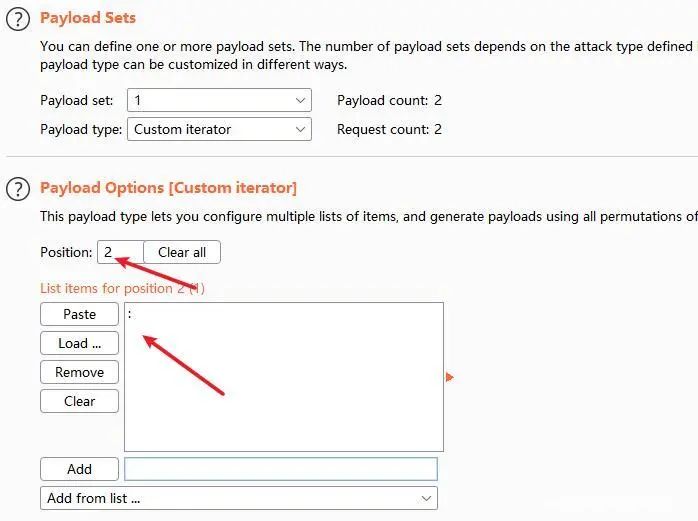 Payload Sets
You can define one or more payload sets. The number of payload sets depends on the attack type defined
payload type can be customized in different ways.
Payload set: 1 Payload count: 2
Payload type: Custom iterator Request count: 2
Payload Options [Custom iterator]
This payload type lets you configure multiple lists of items, and generate payloads using all permutations of
Position: 2 Clear all
List items for position 2 (1)
Paste :
Load ...
Remove
Clear
Add
Add from list ...